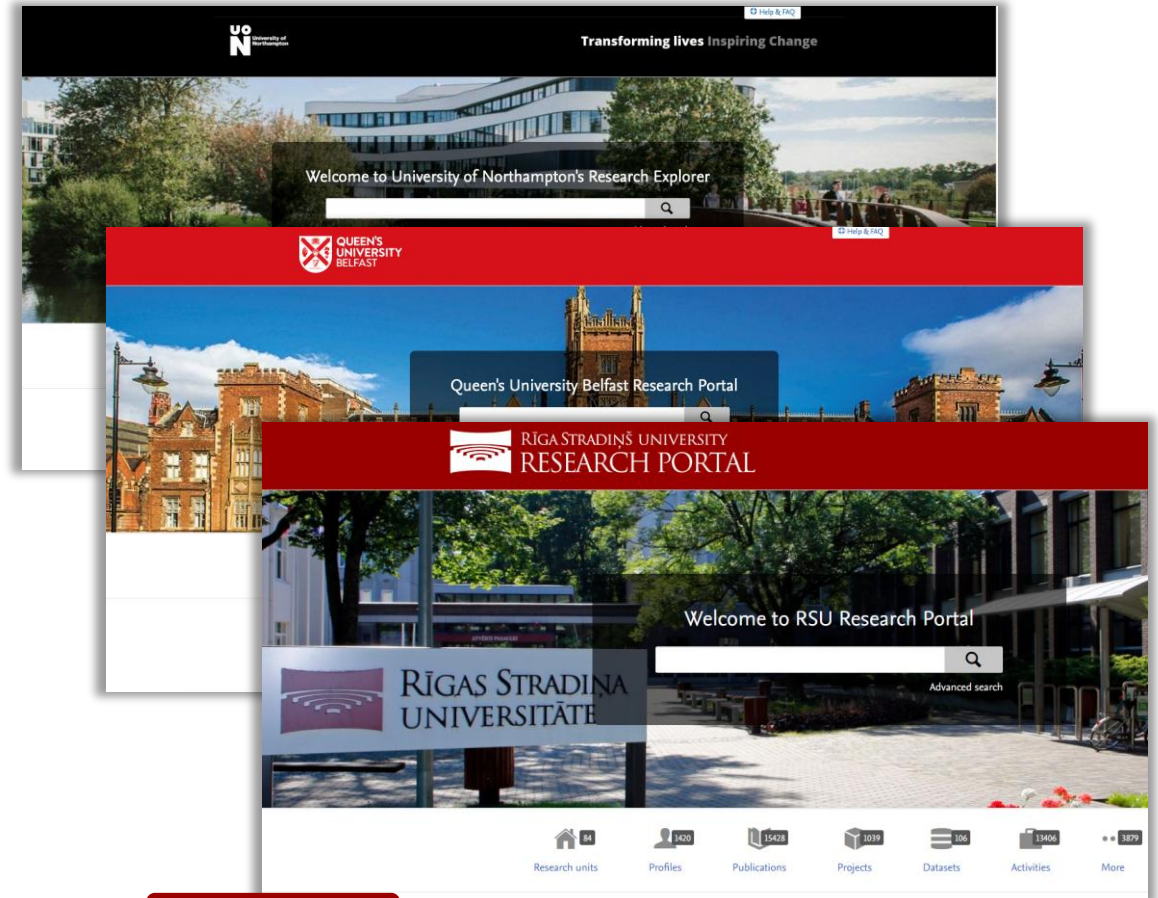 Help & FAQ
UO
N
University of
Northampton
Transforming lives Inspiring Change
Welcome to University of Northampton's Research Explorer
Help & FAQ
QUEEN'S
UNIVERSITY
BELFAST
Queen's University Belfast Research Portal
RĪGA STRADIŅŠ UNIVERSITY
RESEARCH PORTAL
Welcome to RSU Research Portal
Advanced search
RĪGAS STRADIŅA
UNIVERSITĀTE
84 1420 15428 1039 106 13406 3879
Research units Profiles Publications Projects Datasets Activities More